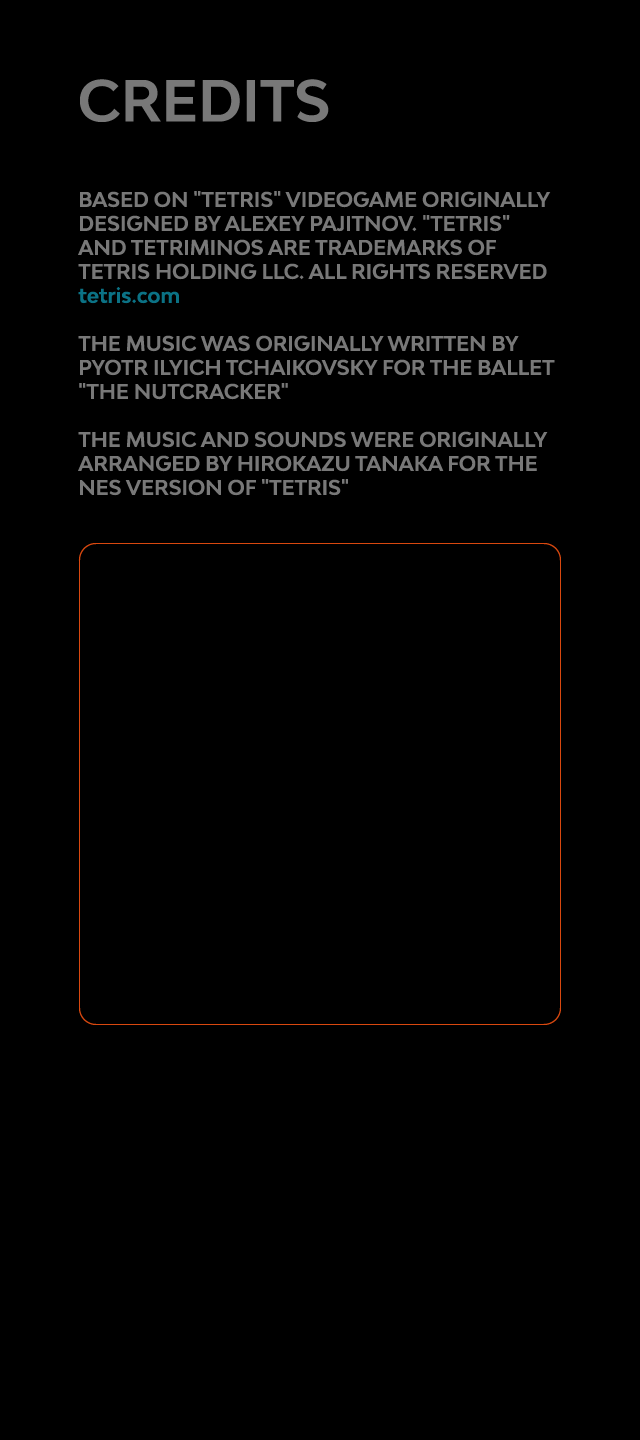 CREDITS
BASED ON "TETRIS" VIDEOGAME ORIGINALLY
DESIGNED BY ALEXEY PAJITNOV. "TETRIS"
AND TETRIMINOS ARE TRADEMARKS OF
TETRIS HOLDING LLC. ALL RIGHTS RESERVED
tetris.com
THE MUSIC WAS ORIGINALLY WRITTEN BY
PYOTR ILYICH TCHAIKOVSKY FOR THE BALLET
"THE NUTCRACKER"
THE MUSIC AND SOUNDS WERE ORIGINALLY
ARRANGED BY HIROKAZU TANAKA FOR THE
NES VERSION OF "TETRIS"